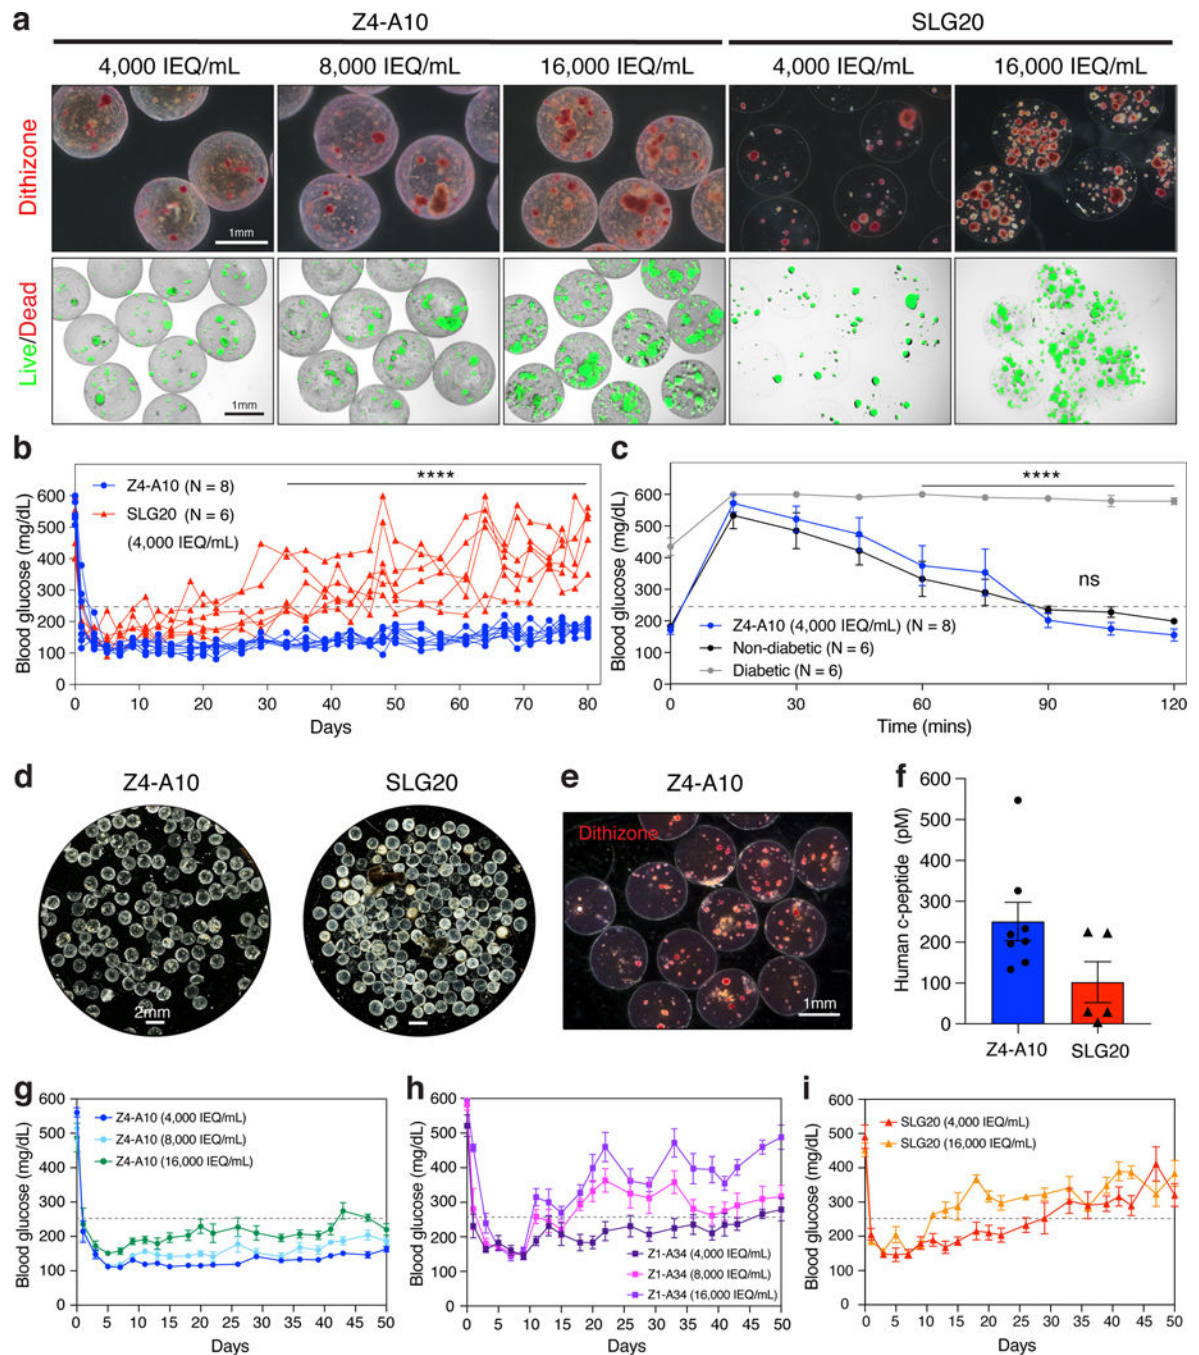 a
Z4-A10
SLG20
4,000 IEQ/mL
8,000 IEQ/mL
16,000 IEQ/mL
4,000 IEQ/mL
16,000 IEQ/mL
Dithizone
1mm
Live/Dead
1mm
b
Blood glucose (mg/dL)
600
500
400
300
200
100
0
Z4-A10 (N = 8)
SLG20 (N = 6)
(4,000 IEQ/mL)
****
0
10
20
30
40
50
60
70
80
Days
c
Blood glucose (mg/dL)
600
500
400
300
200
100
0
****
ns
Z4-A10 (4,000 IEQ/mL) (N = 8)
Non-diabetic (N = 6)
Diabetic (N = 6)
0
30
60
90
120
Time (mins)
d
Z4-A10
SLG20
2mm
e
Z4-A10
Dithizone
1mm
f
Human c-peptide (pM)
600
500
400
300
200
100
0
Z4-A10
SLG20
g
Blood glucose (mg/dL)
600
500
400
300
200
100
0
Z4-A10 (4,000 IEQ/mL)
Z4-A10 (8,000 IEQ/mL)
Z4-A10 (16,000 IEQ/mL)
0
5
10
15
20
25
30
35
40
45
50
Days
h
Blood glucose (mg/dL)
600
500
400
300
200
100
0
Z1-A34 (4,000 IEQ/mL)
Z1-A34 (8,000 IEQ/mL)
Z1-A34 (16,000 IEQ/mL)
0
5
10
15
20
25
30
35
40
45
50
Days
i
Blood glucose (mg/dL)
600
500
400
300
200
100
0
SLG20 (4,000 IEQ/mL)
SLG20 (16,000 IEQ/mL)
0
5
10
15
20
25
30
35
40
45
50
Days